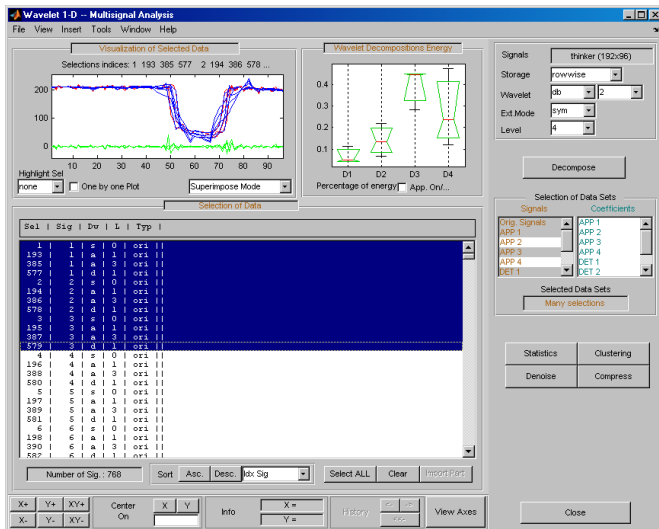 Wavelet 1-D -- Multisignal Analysis
File View Insert Tools Window Help
Visualization of Selected Data
Selections indices: 1 193 385 577 2 194 386 578 ...
200
100
0
10 20 30 40 50 60 70 80 90
Highlight Sel
none
One by one Plot
Superimpose Mode
Wavelet Decompositions Energy
0.4
0.3
0.2
0.1
D1 D2 D3 D4
Percentage of energy
App. On/...
Selection of Data
Sel | Sig | Dw | L | Typ |
1 | 1 | s | 0 | ori ||
193 | 1 | a | 1 | ori ||
385 | 1 | a | 3 | ori ||
577 | 1 | d | 1 | ori ||
2 | 2 | s | 0 | ori ||
194 | 2 | a | 1 | ori ||
386 | 2 | a | 3 | ori ||
578 | 2 | d | 1 | ori ||
3 | 3 | s | 0 | ori ||
195 | 3 | a | 1 | ori ||
387 | 3 | a | 3 | ori ||
579 | 3 | d | 1 | ori ||
4 | 4 | s | 0 | ori ||
196 | 4 | a | 1 | ori ||
388 | 4 | a | 3 | ori ||
580 | 4 | d | 1 | ori ||
5 | 5 | s | 0 | ori ||
197 | 5 | a | 1 | ori ||
389 | 5 | a | 3 | ori ||
581 | 5 | d | 1 | ori ||
6 | 6 | s | 0 | ori ||
198 | 6 | a | 1 | ori ||
390 | 6 | a | 3 | ori ||
582 | 6 | d | 1 | ori ||
Number of Sig.: 768
Sort Asc. Desc. Idx Sig
Select ALL Clear Import Part
Signals thinker (192x96)
Storage rowwise
Wavelet db 2
Ext.Mode sym
Level 4
Decompose
Selection of Data Sets
Signals Coefficients
Orig. Signals APP 1
APP 1 APP 2
APP 2 APP 3
APP 3 APP 4
APP 4 DET 1
DET 1 DET 2
Selected Data Sets
Many selections
Statistics Clustering
Denoise Compress
X+ Y+ XY+
X- Y- XY-
Center On
X Y
Info
X =
Y =
History
<- ->
<<-
View Axes
Close